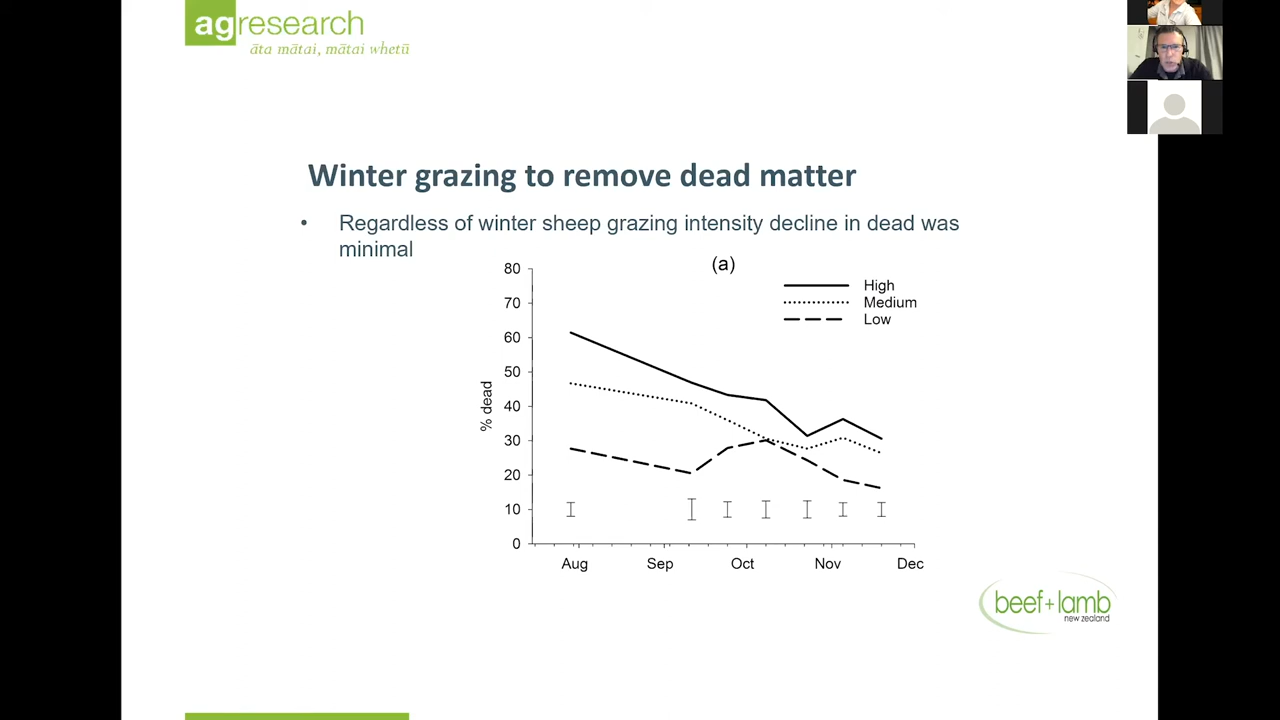 agresearch
āta mātai, mātai whetū
Winter grazing to remove dead matter
• Regardless of winter sheep grazing intensity decline in dead was
minimal
(a)
High
Medium
Low
80
70
60
50
40
30
20
10
0
% dead
Aug Sep Oct Nov Dec
beef+lamb
new zealand